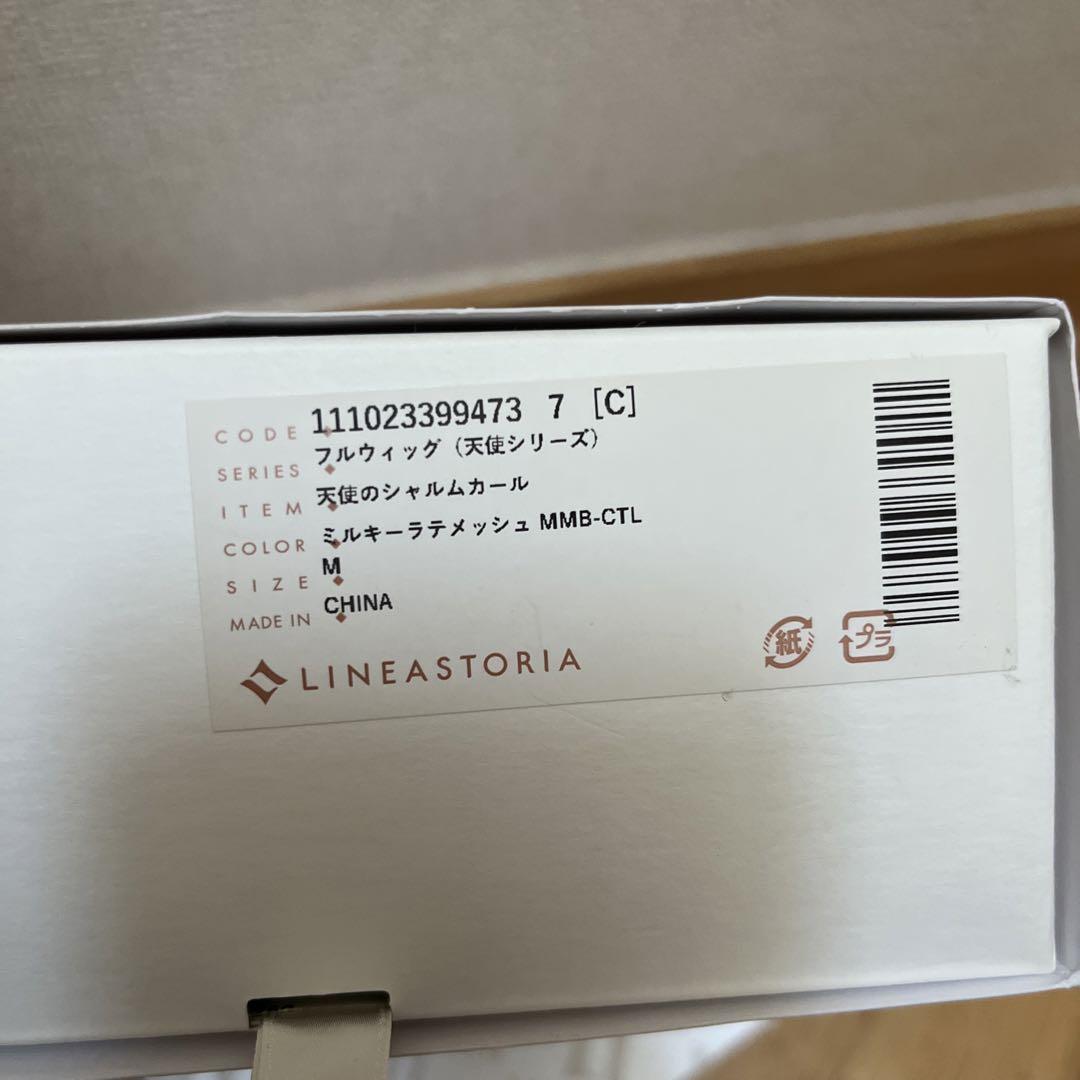 CODE 111023399473 7 [C]
SERIES フルウィッグ（天使シリーズ）
ITEM 天使のシャルムカール
COLOR ミルキーラテメッシュ MMB-CTL
SIZE M
MADE IN CHINA
LINEASTORIA
紙 プラ